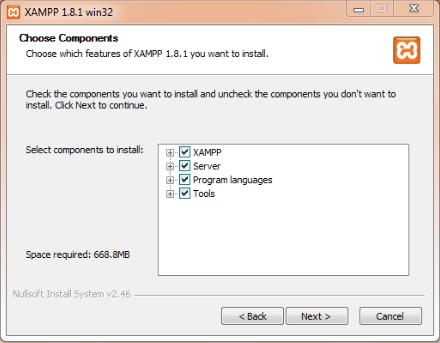 XAMPP 1.8.1 win32
Choose Components
Choose which features of XAMPP 1.8.1 you want to install.
Check the components you want to install and uncheck the components you don't want to
install. Click Next to continue.
Select components to install:
XAMPP
Server
Program languages
Tools
Space required: 668.8MB
Nullsoft Install System v2.46
< Back
Next >
Cancel